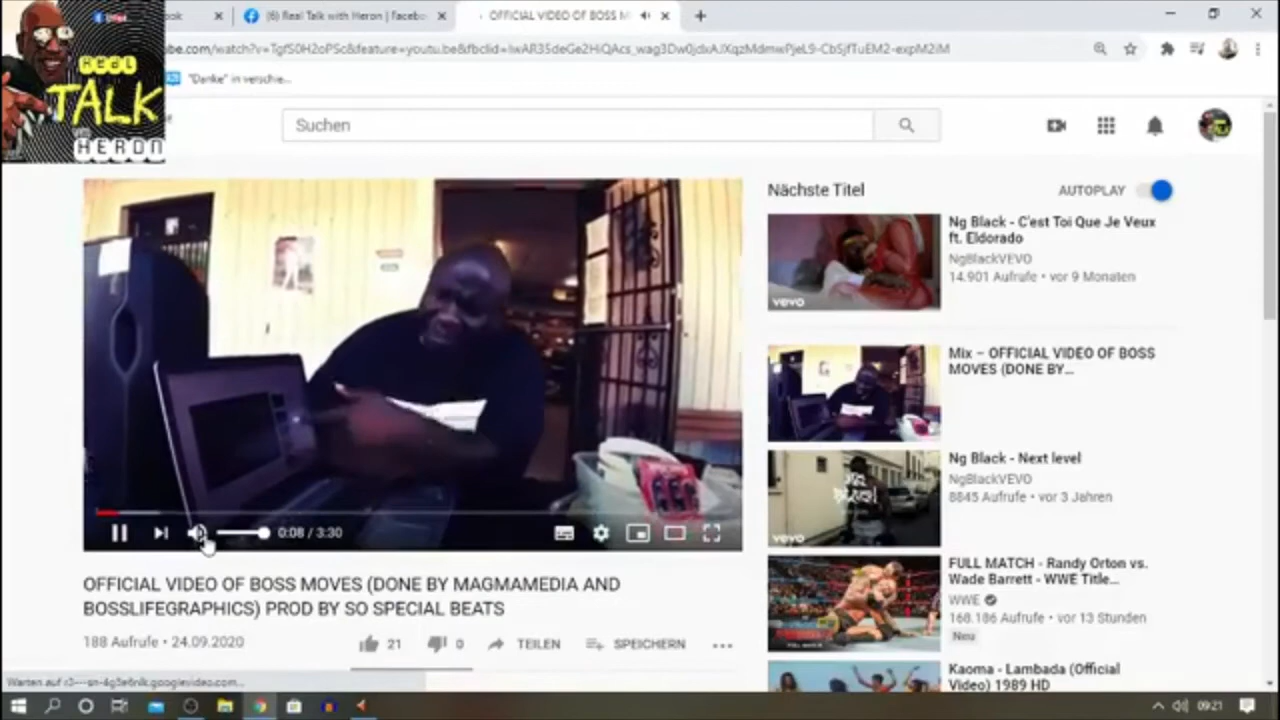 (6) Real Talk with Heron | Facebo
OFFICIAL VIDEO OF BOSS M
"Danke" in verschie...
REAL
TALK
WITH
HERON
Suchen
Nächste Titel
AUTOPLAY
Ng Black - C'est Toi Que Je Veux
ft. Eldorado
NgBlackVEVO
14.901 Aufrufe • vor 9 Monaten
vevo
Mix – OFFICIAL VIDEO OF BOSS
MOVES (DONE BY...
Ng Black - Next level
NgBlackVEVO
8845 Aufrufe • vor 3 Jahren
vevo
FULL MATCH - Randy Orton vs.
Wade Barrett - WWE Title...
WWE
168.186 Aufrufe • vor 13 Stunden
Neu
Kaoma - Lambada (Official
Video) 1989 HD
0:08 / 3:30
OFFICIAL VIDEO OF BOSS MOVES (DONE BY MAGMAMEDIA AND
BOSSLIFEGRAPHICS) PROD BY SO SPECIAL BEATS
188 Aufrufe • 24.09.2020
21
0
TEILEN
SPEICHERN
09:21